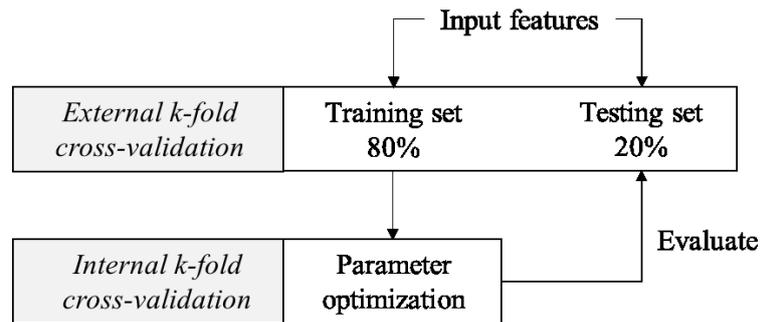 Input features
External k-fold
cross-validation
Training set
80%
Testing set
20%
Evaluate
Internal k-fold
cross-validation
Parameter
optimization